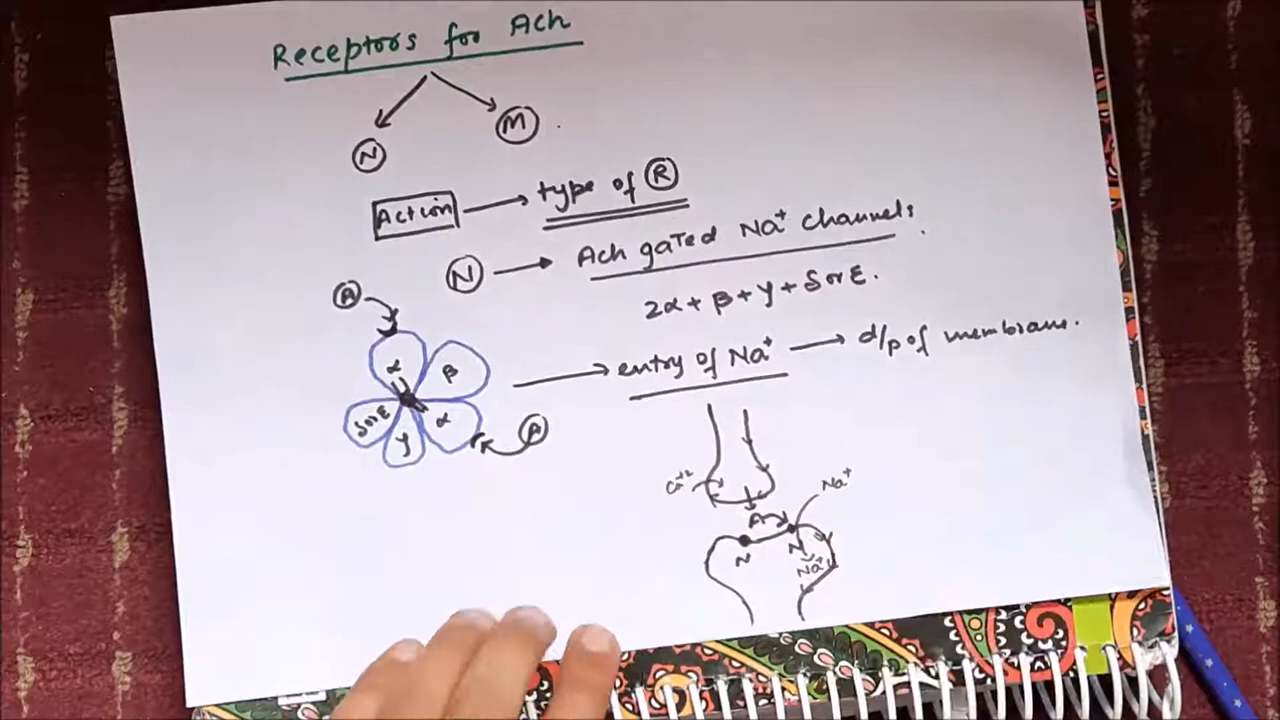 Receptors for Ach
N
M
Action → type of R
N → Ach gated Na+ channels.
2α + β + γ + δ or ε.
A
α
β
δ or ε
γ
α
A
→ entry of Na+ → d/p of membrane.
Ca+2
Na+
A
N
N
Na+